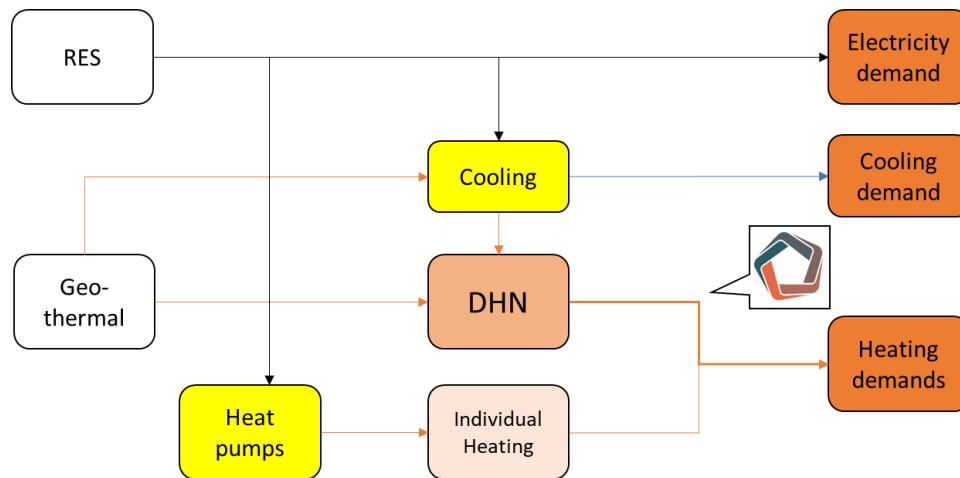 RES
Electricity
demand
Cooling
Cooling
demand
Geo-
thermal
DHN
Heating
demands
Heat
pumps
Individual
Heating